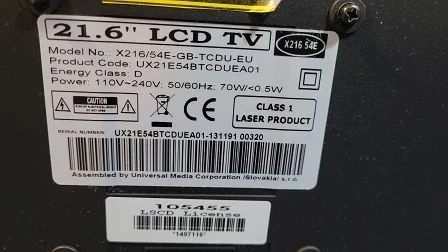 21.6" LCD TV
X216 54E
Model No.: X216/54E-GB-TCDU-EU
Product Code: UX21E54BTCDUEA01
Energy Class: D
Power: 110V~240V; 50/60Hz; 70W/<0.5W
CAUTION
CE
CLASS 1
LASER PRODUCT
SERIAL NUMBER:
UX21E54BTCDUEA01-131191 00320
Assembled by Universal Media Corporation /Slovakia/ s.r.o.
105455
LSCD License
*1497116*